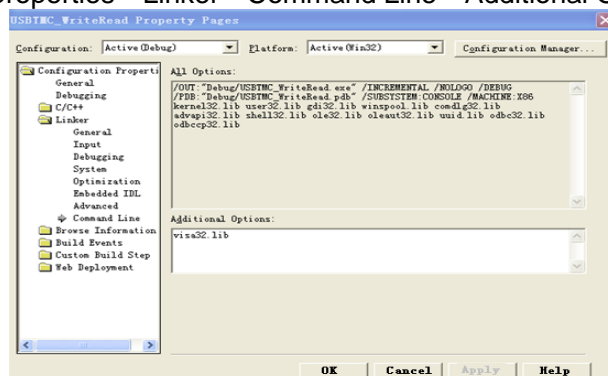 roperties---Linker---Command Line---Additional
USBTMC_WriteRead Property Pages
Configuration: Active(Debug) Platform: Active(Win32) Configuration Manager...
Configuration Properti
General
Debugging
C/C++
Linker
General
Input
Debugging
System
Optimization
Embedded IDL
Advanced
Command Line
Browse Information
Build Events
Custom Build Step
Web Deployment
All Options:
/OUT:"Debug/USBTMC_WriteRead.exe" /INCREMENTAL /NOLOGO /DEBUG
/PDB:"Debug/USBTMC_WriteRead.pdb" /SUBSYSTEM:CONSOLE /MACHINE:X86
kernel32.lib user32.lib gdi32.lib winspool.lib comdlg32.lib
advapi32.lib shell32.lib ole32.lib oleaut32.lib uuid.lib odbc32.lib
odbccp32.lib
Additional Options:
visa32.lib
OK Cancel Apply Help